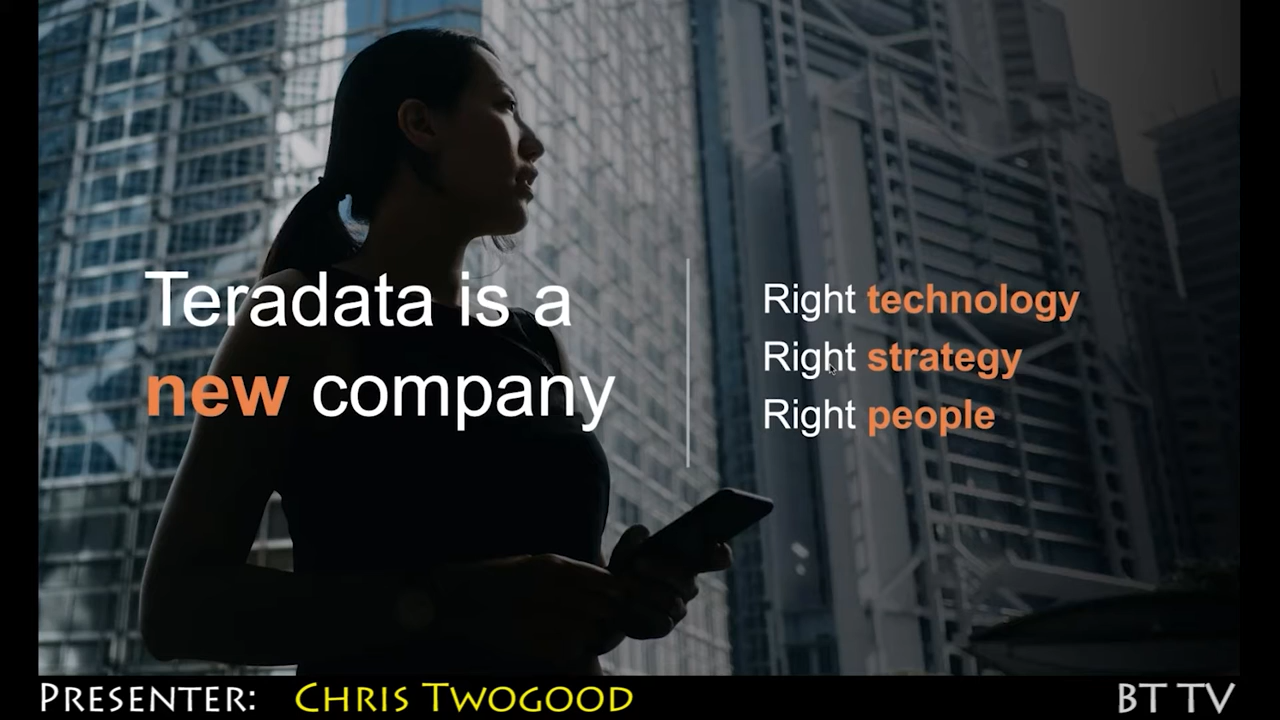 Teradata is a
new company
Right technology
Right strategy
Right people
PRESENTER: CHRIS TWOGOOD
BT TV